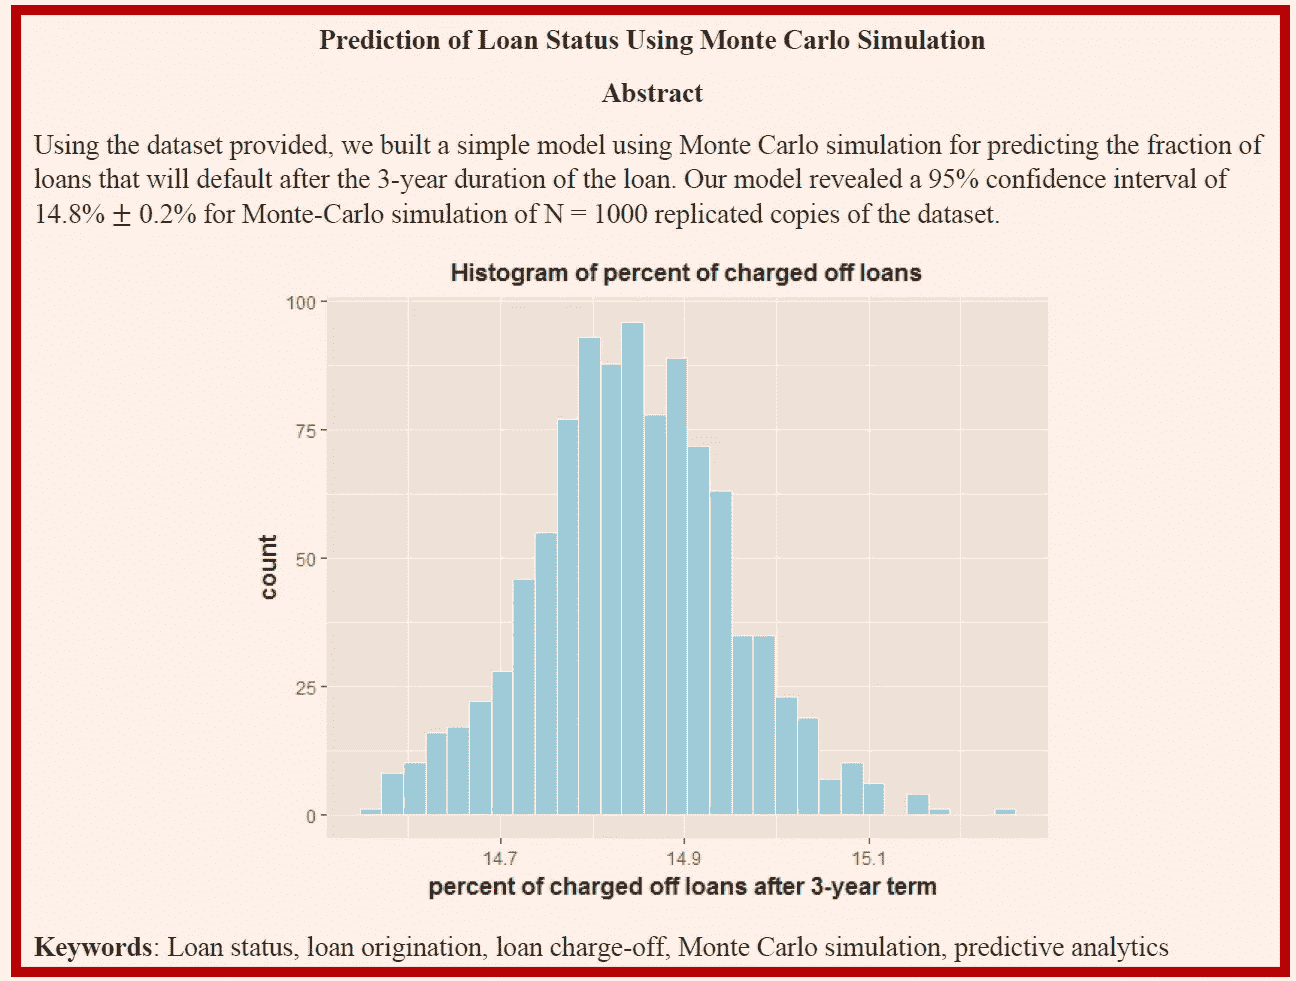 Prediction of Loan Status Using Monte Carlo Simulation
Abstract
Using the dataset provided, we built a simple model using Monte Carlo simulation for predicting the fraction of
loans that will default after the 3-year duration of the loan. Our model revealed a 95% confidence interval of
14.8% ± 0.2% for Monte-Carlo simulation of N = 1000 replicated copies of the dataset.
Histogram of percent of charged off loans
100
75
50
25
0
count
14.7 14.9 15.1
percent of charged off loans after 3-year term
Keywords: Loan status, loan origination, loan charge-off, Monte Carlo simulation, predictive analytics